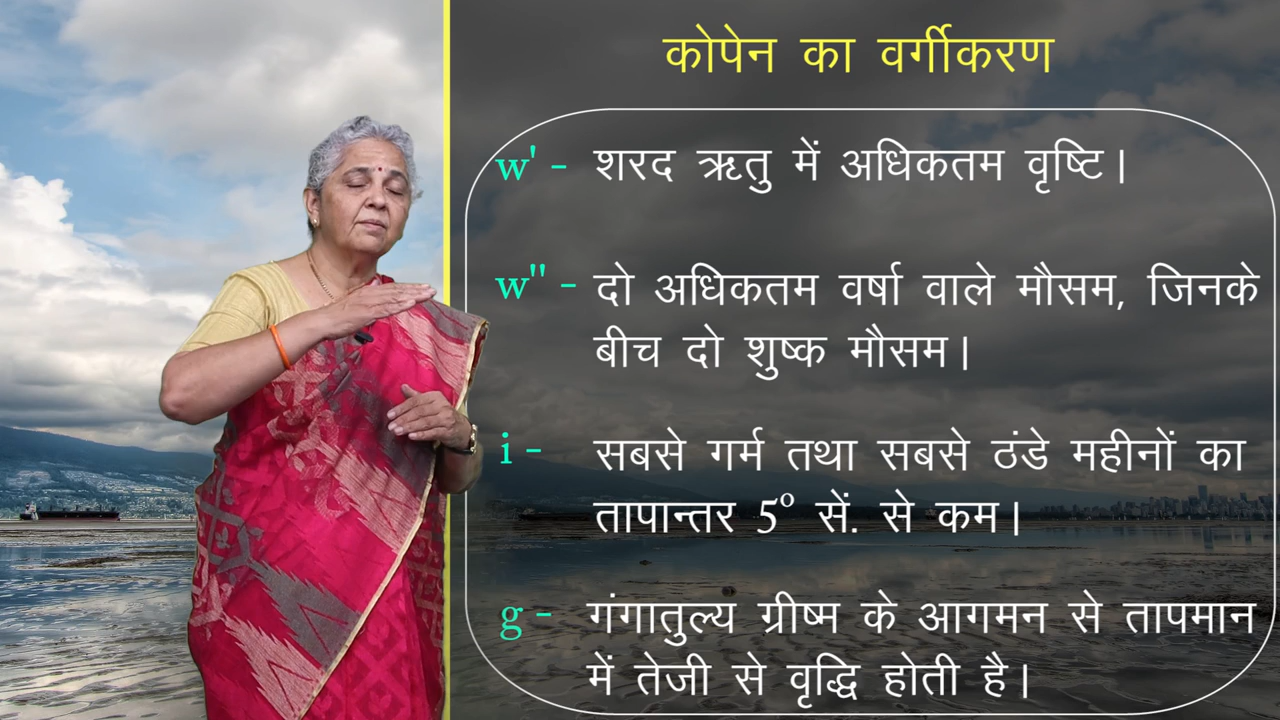 कोपेन का वर्गीकरण
w' - शरद ऋतु में अधिकतम वृष्टि।
w" - दो अधिकतम वर्षा वाले मौसम, जिनके
बीच दो शुष्क मौसम।
i - सबसे गर्म तथा सबसे ठंडे महीनों का
तापान्तर 5° सें. से कम।
g - गंगातुल्य ग्रीष्म के आगमन से तापमान
में तेजी से वृद्धि होती है।